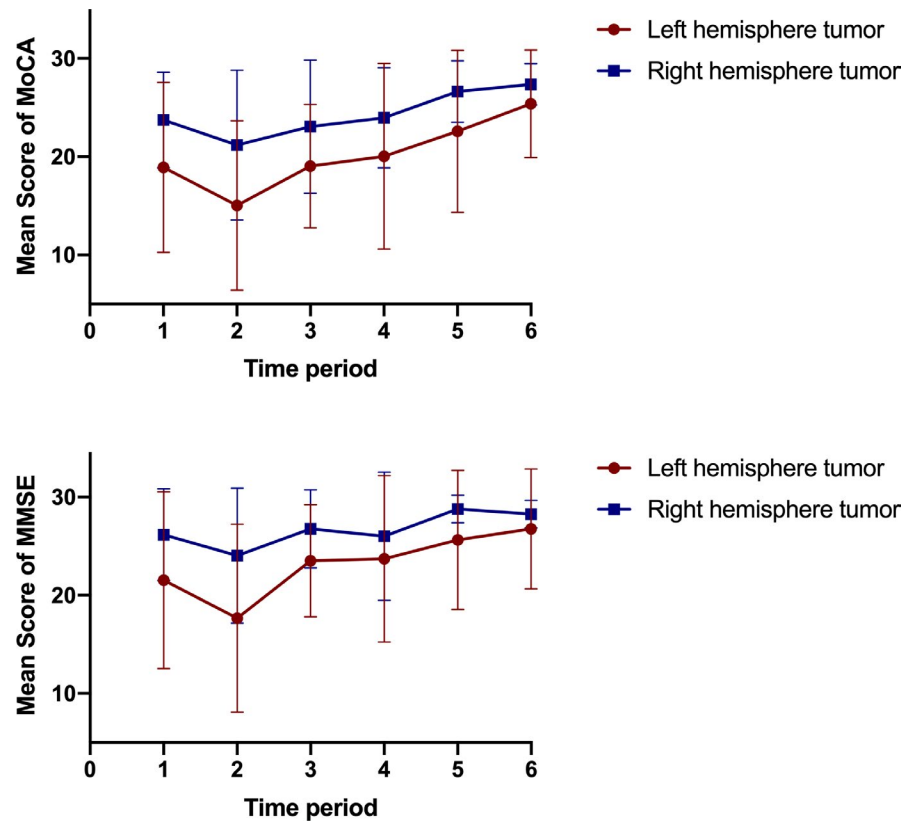 Mean Score of MoCA
30
20
10
0 1 2 3 4 5 6
Time period
Left hemisphere tumor
Right hemisphere tumor
Mean Score of MMSE
30
20
10
0 1 2 3 4 5 6
Time period
Left hemisphere tumor
Right hemisphere tumor